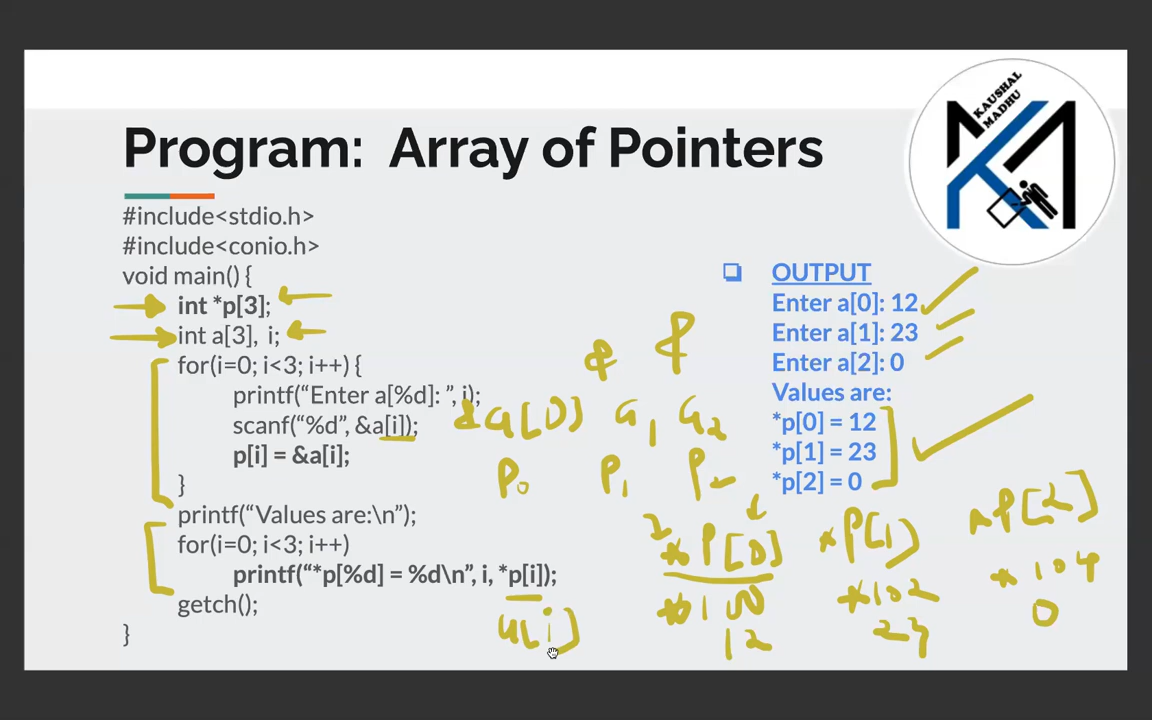 KAUSHAL
MADHU
Program: Array of Pointers
#include<stdio.h>
#include<conio.h>
void main() {
int *p[3];
int a[3], i;
for(i=0; i<3; i++) {
printf(“Enter a[%d]: ”, i);
scanf(“%d”, &a[i]);
p[i] = &a[i];
}
printf(“Values are:\n”);
for(i=0; i<3; i++)
printf(“*p[%d] = %d\n”, i, *p[i]);
getch();
}
OUTPUT
Enter a[0]: 12
Enter a[1]: 23
Enter a[2]: 0
Values are:
*p[0] = 12
*p[1] = 23
*p[2] = 0
& &
&a[0] a1 a2
P0 P1 P2
*P[0] *P[1] *P[2]
*100 *102 *104
12 23 0
a[i]